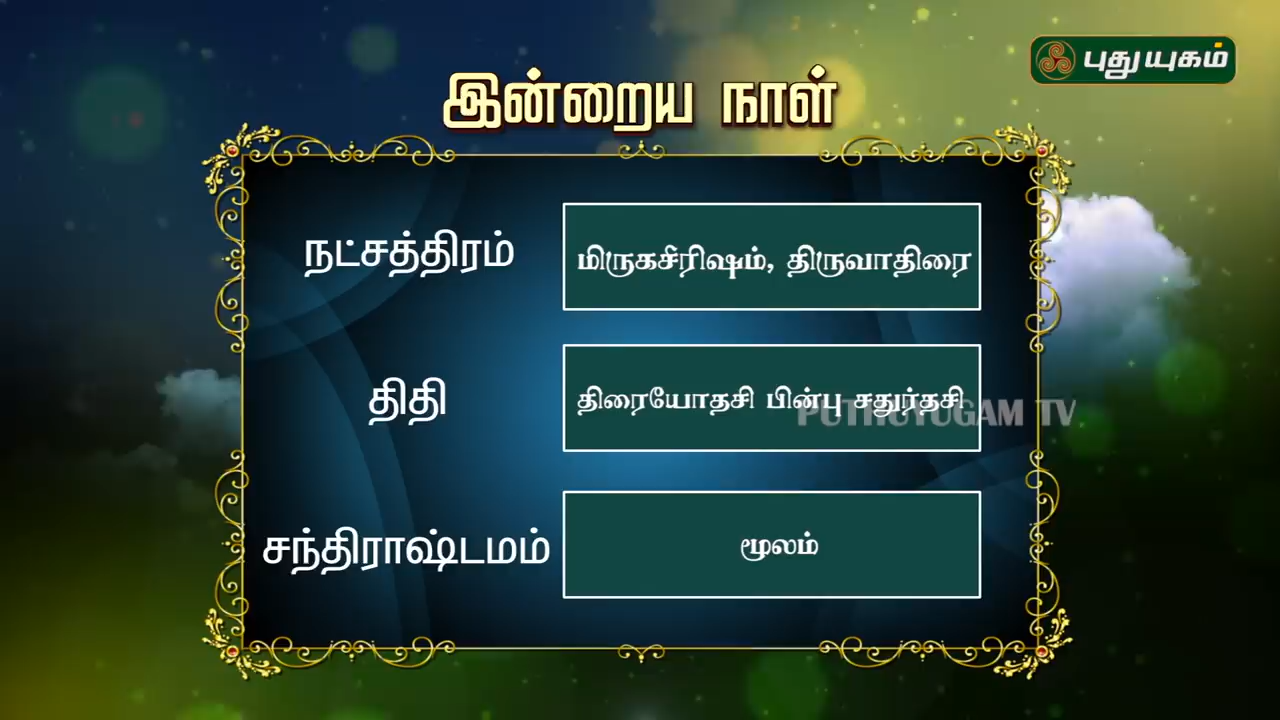 புதுயுகம்
இன்றைய நாள்
நட்சத்திரம்
மிருகசீரிஷம், திருவாதிரை
திதி
திரையோதசி பின்பு சதுர்தசி
PUTHUYUGAM TV
சந்திராஷ்டமம்
மூலம்